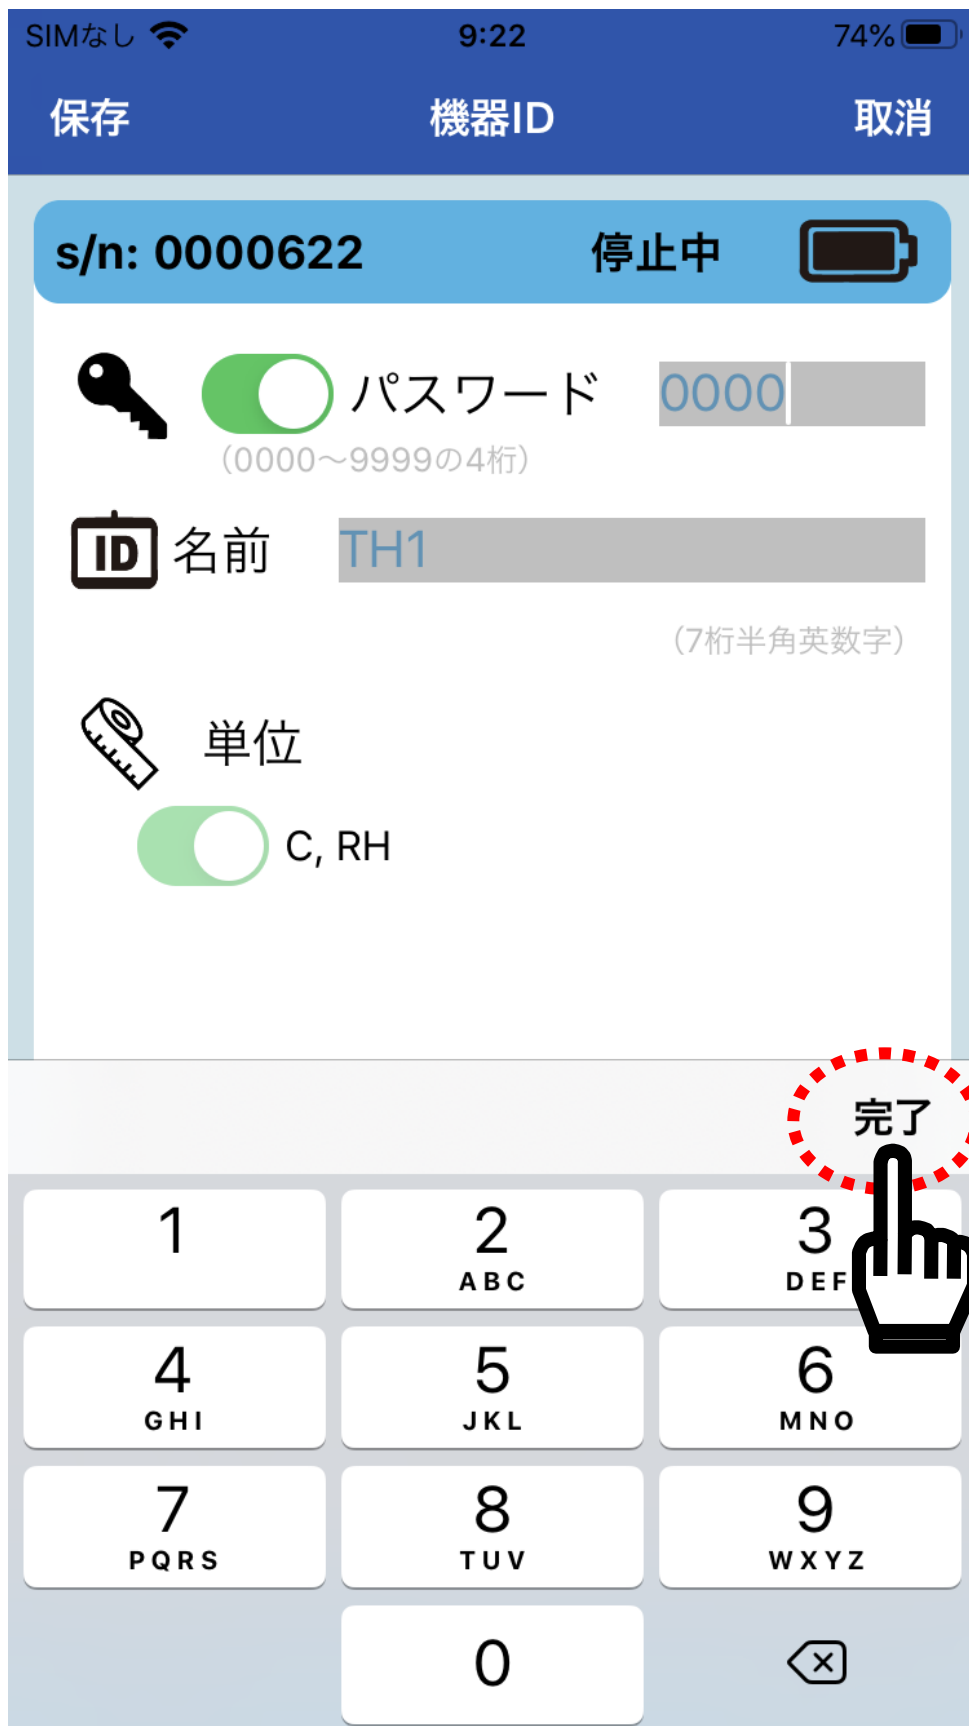 SIMなし 9:22 74%
保存 機器ID 取消
s/n: 0000622 停止中
パスワード 0000
（0000～9999の4桁）
ID 名前 TH1
（7桁半角英数字）
単位
C, RH
完了
1 2 3
ABC DEF
4 5 6
GHI JKL MNO
7 8 9
PQRS TUV WXYZ
0